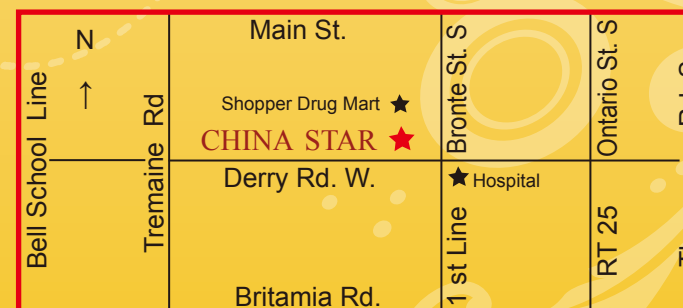 Main St.
N
↑
Bell School Line
Tremaine Rd
Shopper Drug Mart
CHINA STAR
Bronte St. S
Ontario St. S
Derry Rd. W.
Hospital
1 st Line
RT 25
Britamia Rd.